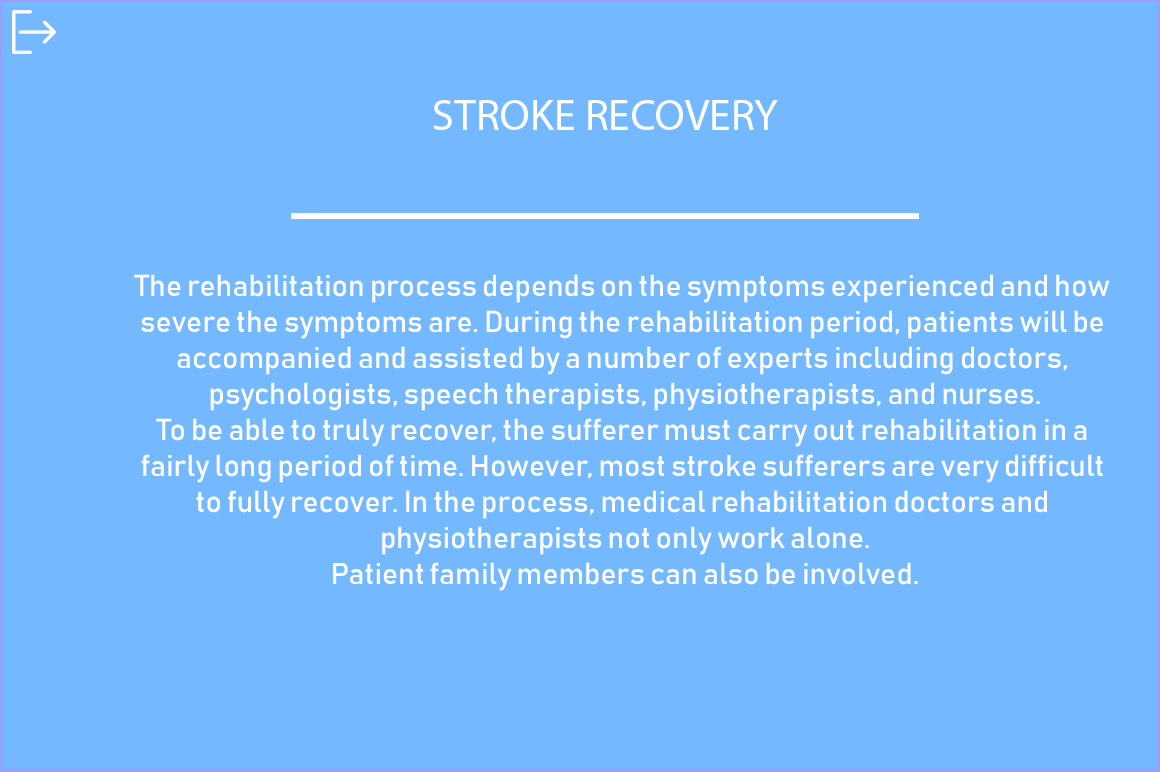 STROKE RECOVERY
The rehabilitation process depends on the symptoms experienced and how
severe the symptoms are. During the rehabilitation period, patients will be
accompanied and assisted by a number of experts including doctors,
psychologists, speech therapists, physiotherapists, and nurses.
To be able to truly recover, the sufferer must carry out rehabilitation in a
fairly long period of time. However, most stroke sufferers are very difficult
to fully recover. In the process, medical rehabilitation doctors and
physiotherapists not only work alone.
Patient family members can also be involved.